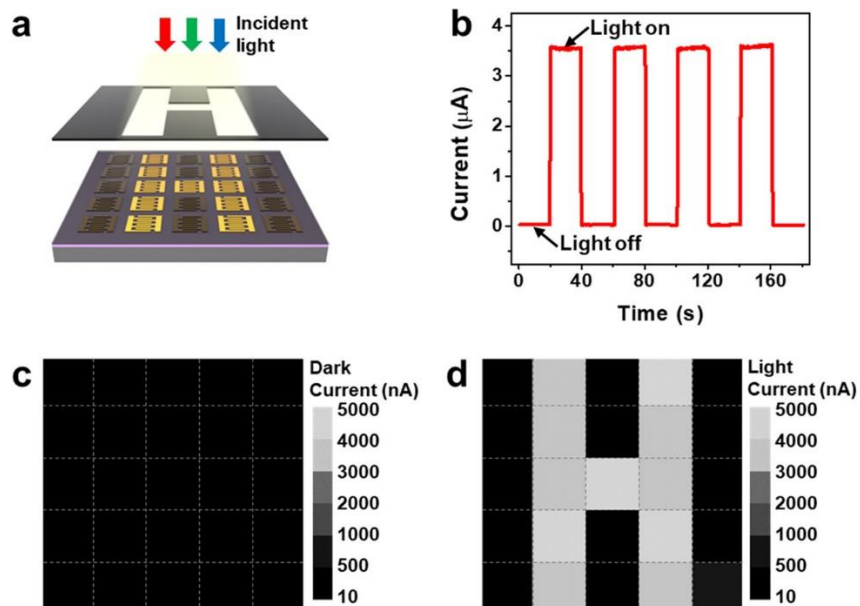 a
Incident
light
b
Current (μA)
4
3
2
1
0
Light on
Light off
0 40 80 120 160
Time (s)
c
Dark
Current (nA)
5000
4000
3000
2000
1000
500
10
d
Light
Current (nA)
5000
4000
3000
2000
1000
500
10